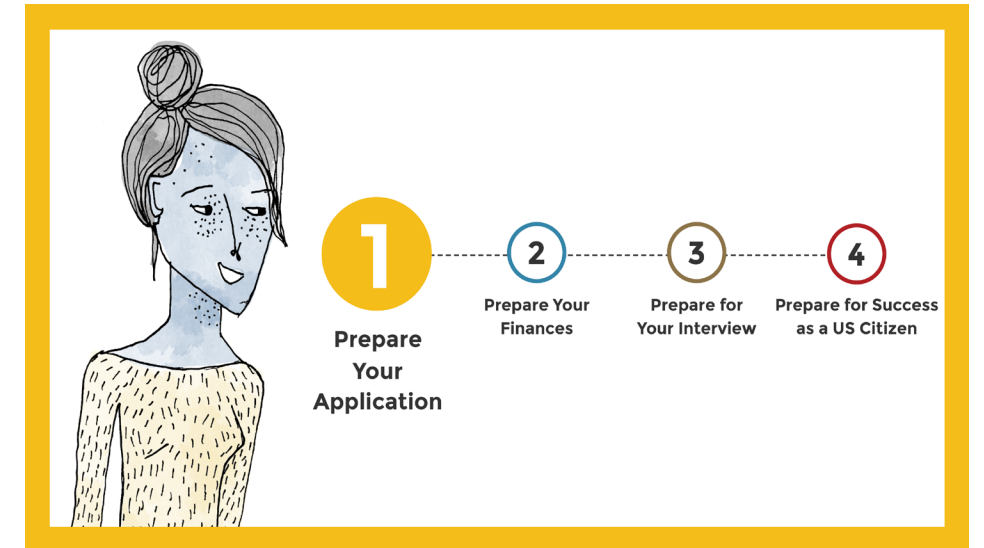 1
Prepare
Your
Application
2
Prepare Your
Finances
3
Prepare for
Your Interview
4
Prepare for Success
as a US Citizen